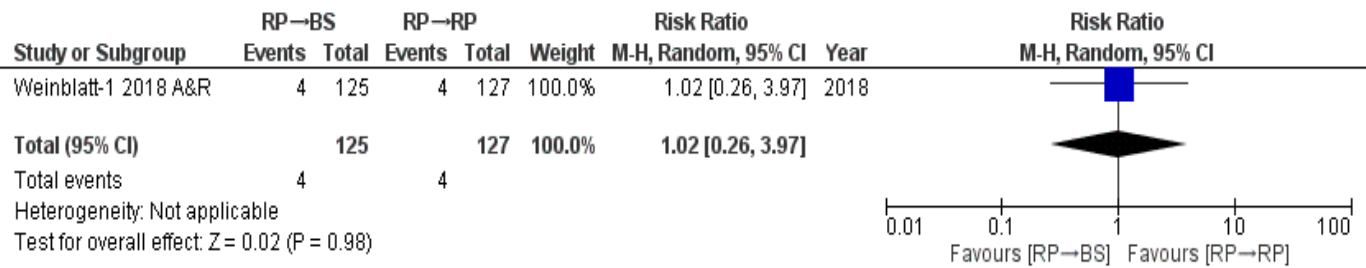 RP→BS RP→RP Risk Ratio Risk Ratio
Study or Subgroup Events Total Events Total Weight M-H, Random, 95% CI Year M-H, Random, 95% CI
Weinblatt-1 2018 A&R 4 125 4 127 100.0% 1.02 [0.26, 3.97] 2018
Total (95% CI) 125 127 100.0% 1.02 [0.26, 3.97]
Total events 4 4
Heterogeneity: Not applicable
Test for overall effect: Z = 0.02 (P = 0.98)
0.01 0.1 1 10 100
Favours [RP→BS] Favours [RP→RP]